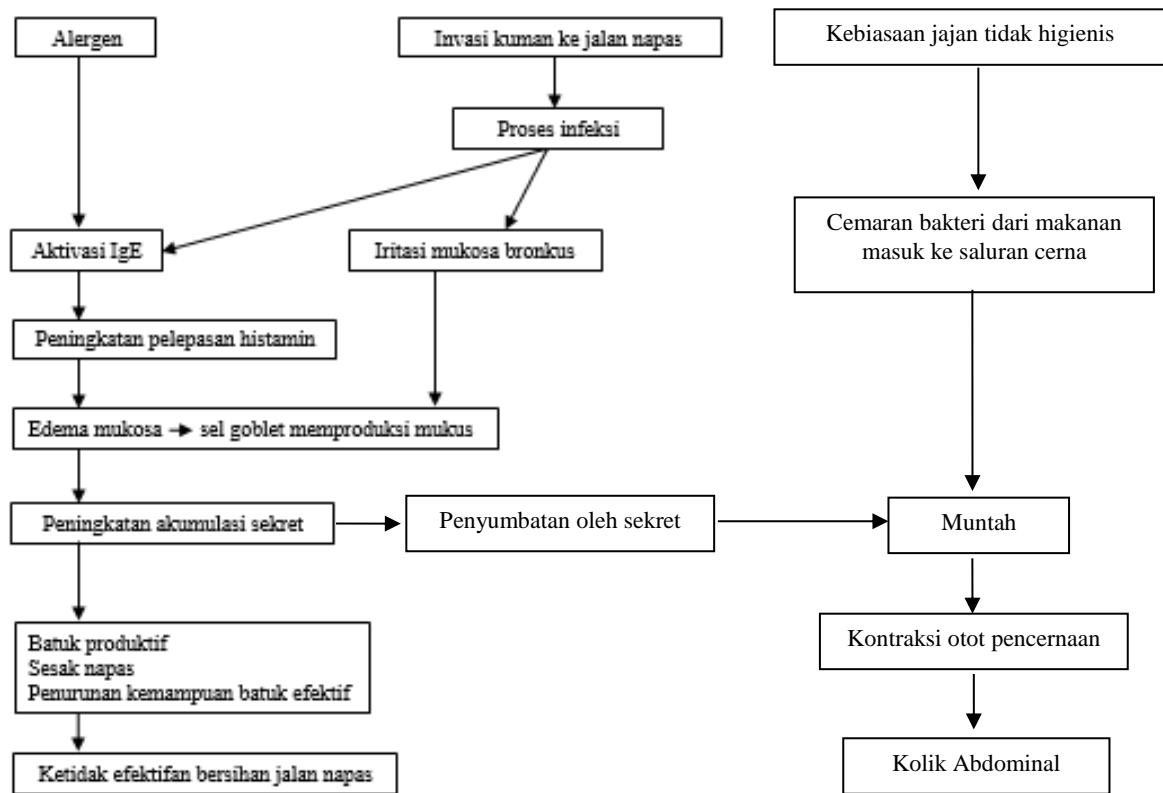 Alergen
Invasi kuman ke jalan napas
Kebiasaan jajan tidak higienis
Proses infeksi
Aktivasi IgE
Iritasi mukosa bronkus
Cemaran bakteri dari makanan
masuk ke saluran cerna
Peningkatan pelepasan histamin
Edema mukosa → sel goblet memproduksi mukus
Peningkatan akumulasi sekret
Penyumbatan oleh sekret
Muntah
Batuk produktif
Sesak napas
Penurunan kemampuan batuk efektif
Kontraksi otot pencernaan
Ketidak efektifan bersihan jalan napas
Kolik Abdominal